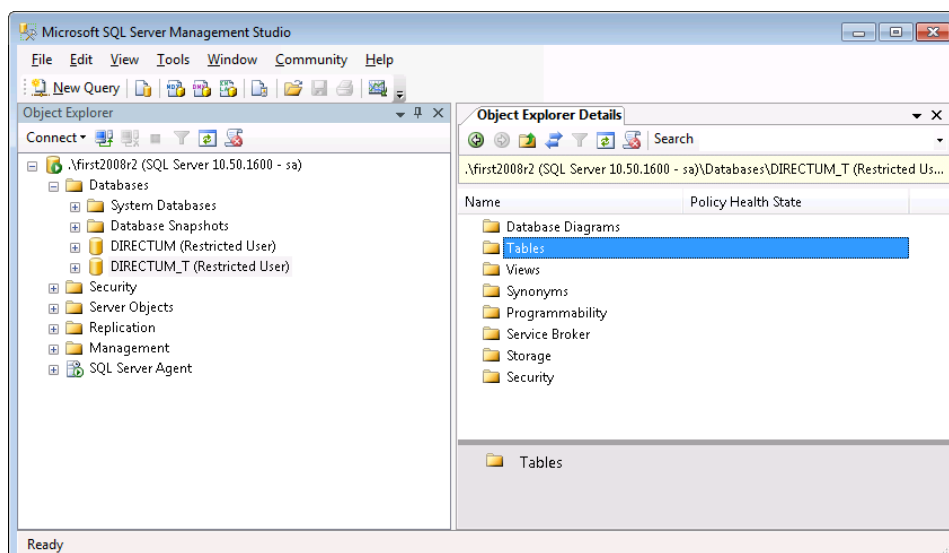 Microsoft SQL Server Management Studio
File Edit View Tools Window Community Help
New Query
Object Explorer
Connect
.\first2008r2 (SQL Server 10.50.1600 - sa)
Databases
System Databases
Database Snapshots
DIRECTUM (Restricted User)
DIRECTUM_T (Restricted User)
Security
Server Objects
Replication
Management
SQL Server Agent
Object Explorer Details
Search
.\first2008r2 (SQL Server 10.50.1600 - sa)\Databases\DIRECTUM_T (Restricted Us...
Name Policy Health State
Database Diagrams
Tables
Views
Synonyms
Programmability
Service Broker
Storage
Security
Tables
Ready